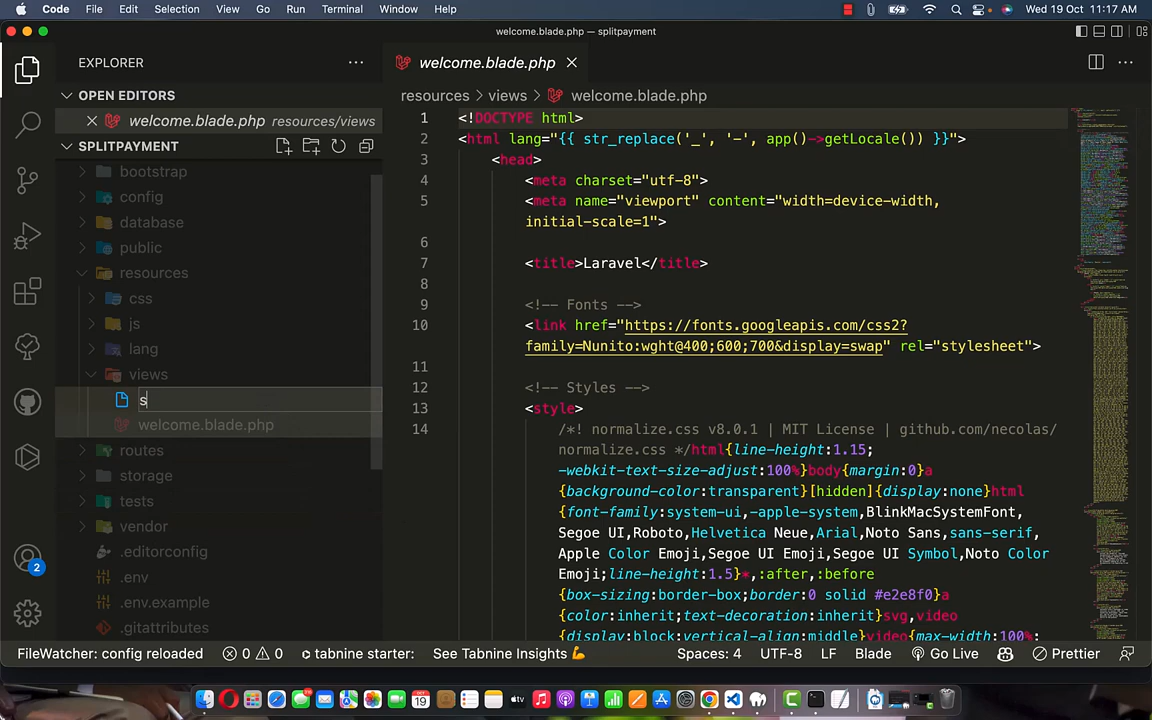 Code File Edit Selection View Go Run Terminal Window Help Wed 19 Oct 11:17 AM
welcome.blade.php — splitpayment
EXPLORER
OPEN EDITORS
welcome.blade.php resources/views
SPLITPAYMENT
bootstrap
config
database
public
resources
css
js
lang
views
s
welcome.blade.php
routes
storage
tests
vendor
.editorconfig
.env
.env.example
.gitattributes
welcome.blade.php
resources > views > welcome.blade.php
1 <!DOCTYPE html>
2 <html lang="{{ str_replace('_', '-', app()->getLocale()) }}">
3 <head>
4 <meta charset="utf-8">
5 <meta name="viewport" content="width=device-width,
initial-scale=1">
6
7 <title>Laravel</title>
8
9 <!-- Fonts -->
10 <link href="https://fonts.googleapis.com/css2?
family=Nunito:wght@400;600;700&display=swap" rel="stylesheet">
11
12 <!-- Styles -->
13 <style>
14 /*! normalize.css v8.0.1 | MIT License | github.com/necolas/
normalize.css */html{line-height:1.15;
-webkit-text-size-adjust:100%}body{margin:0}a
{background-color:transparent}[hidden]{display:none}html
{font-family:system-ui,-apple-system,BlinkMacSystemFont,
Segoe UI,Roboto,Helvetica Neue,Arial,Noto Sans,sans-serif,
Apple Color Emoji,Segoe UI Emoji,Segoe UI Symbol,Noto Color
Emoji;line-height:1.5}*,:after,:before
{box-sizing:border-box;border:0 solid #e2e8f0}a
{color:inherit;text-decoration:inherit}svg,video
{display:block;vertical-align:middle}video{max-width:100%;
2
FileWatcher: config reloaded 0 0 tabnine starter: See Tabnine Insights 💪 Spaces: 4 UTF-8 LF Blade Go Live Prettier